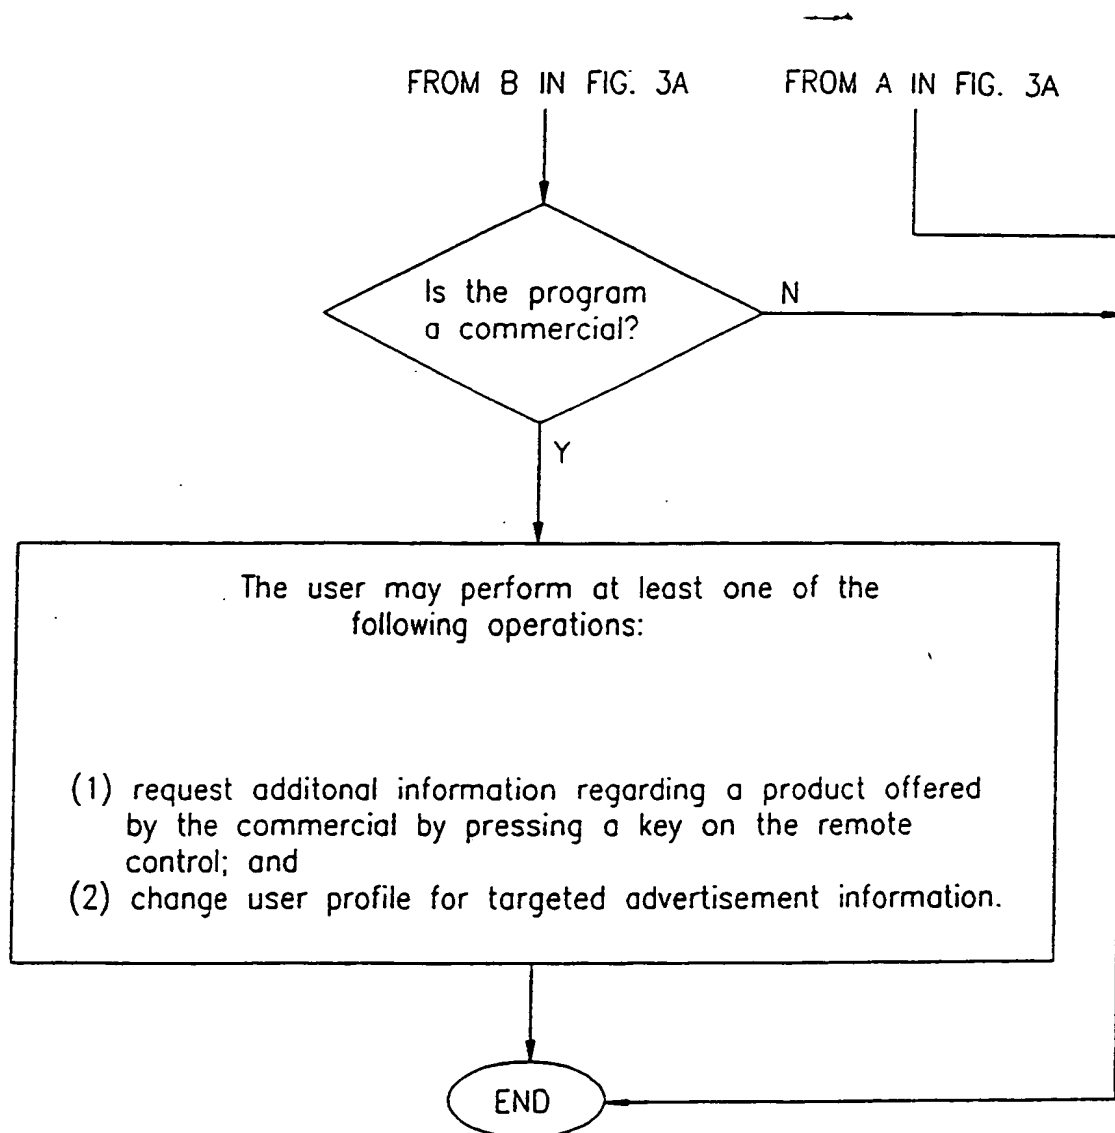 FROM B IN FIG. 3A
FROM A IN FIG. 3A
Is the program
a commercial?
N
Y
The user may perform at least one of the
following operations:
(1) request additonal information regarding a product offered
by the commercial by pressing a key on the remote
control; and
(2) change user profile for targeted advertisement information.
END